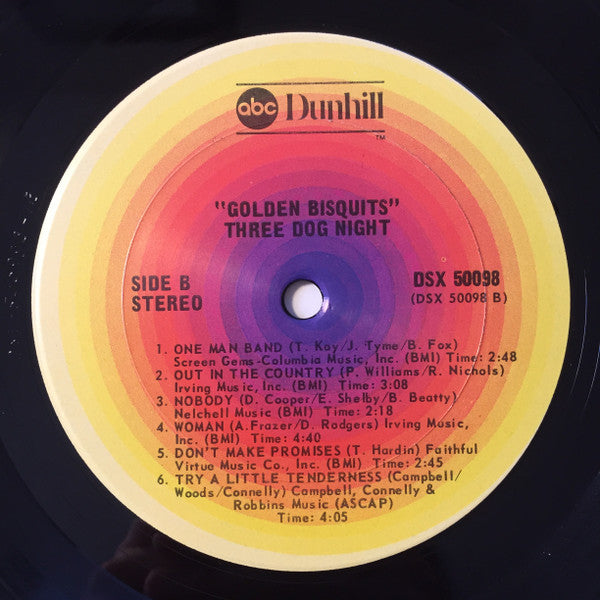 abc Dunhill
TM
"GOLDEN BISQUITS"
THREE DOG NIGHT
SIDE B
STEREO
DSX 50098
(DSX 50098 B)
1. ONE MAN BAND (T. Kay/J. Tyme/B. Fox)
Screen Gems-Columbia Music, Inc. (BMI) Time: 2:48
2. OUT IN THE COUNTRY (P. Williams/R. Nichols)
Irving Music, Inc. (BMI) Time: 3:08
3. NOBODY (D. Cooper/E. Shelby/B. Beatty)
Nelchell Music (BMI) Time: 2:18
4. WOMAN (A.Frazer/D. Rodgers) Irving Music,
Inc. (BMI) Time: 4:40
5. DON'T MAKE PROMISES (T. Hardin) Faithful
Virtue Music Co., Inc. (BMI) Time: 2:45
6. TRY A LITTLE TENDERNESS (Campbell/
Woods/Connelly) Campbell, Connelly &
Robbins Music (ASCAP)
Time: 4:05